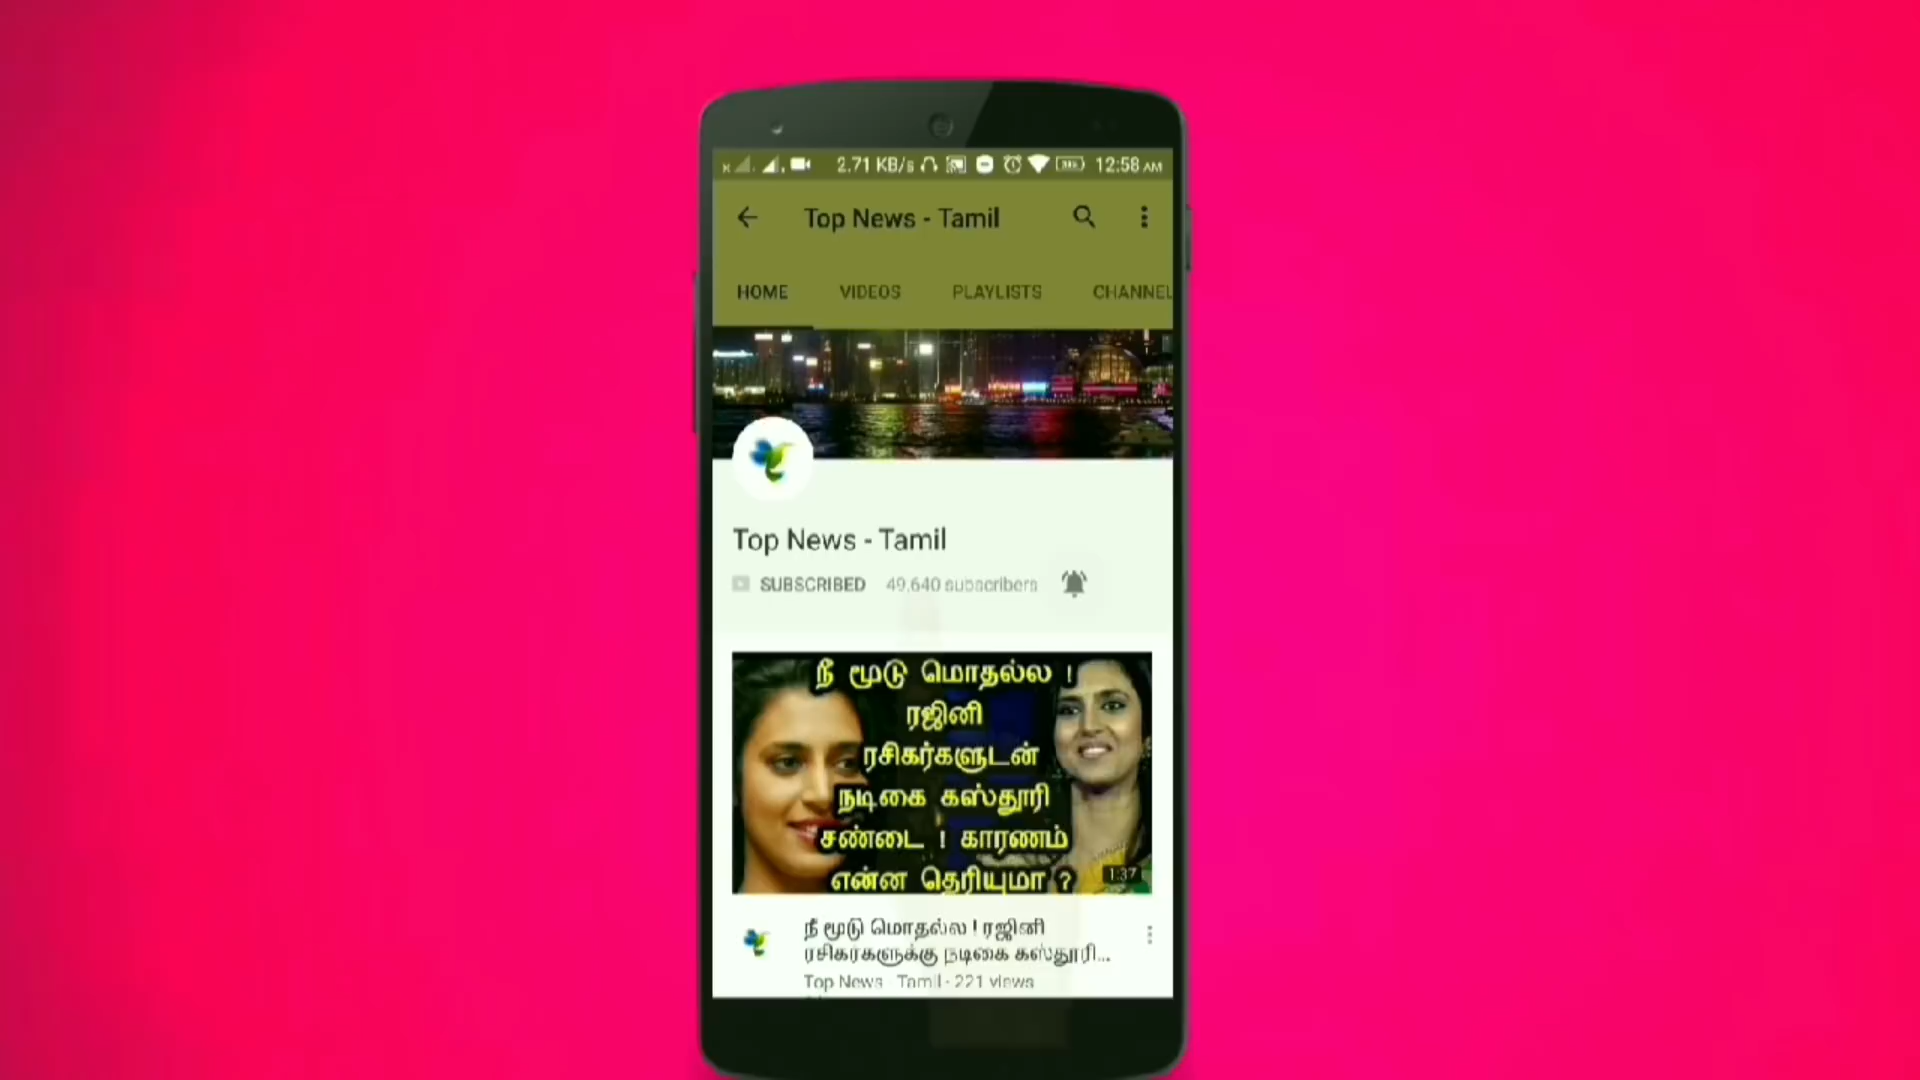 2.71 KB/s 12:58 AM
Top News - Tamil
HOME VIDEOS PLAYLISTS CHANNEL
Top News - Tamil
SUBSCRIBED 49,640 subscribers
நீ மூடு மொதல்ல !
ரஜினி
ரசிகர்களுடன்
நடிகை கஸ்தூரி
சண்டை ! காரணம்
என்ன தெரியுமா ?
1:37
நீ மூடு மொதல்ல ! ரஜினி
ரசிகர்களுக்கு நடிகை கஸ்தூரி...
Top News - Tamil · 221 views